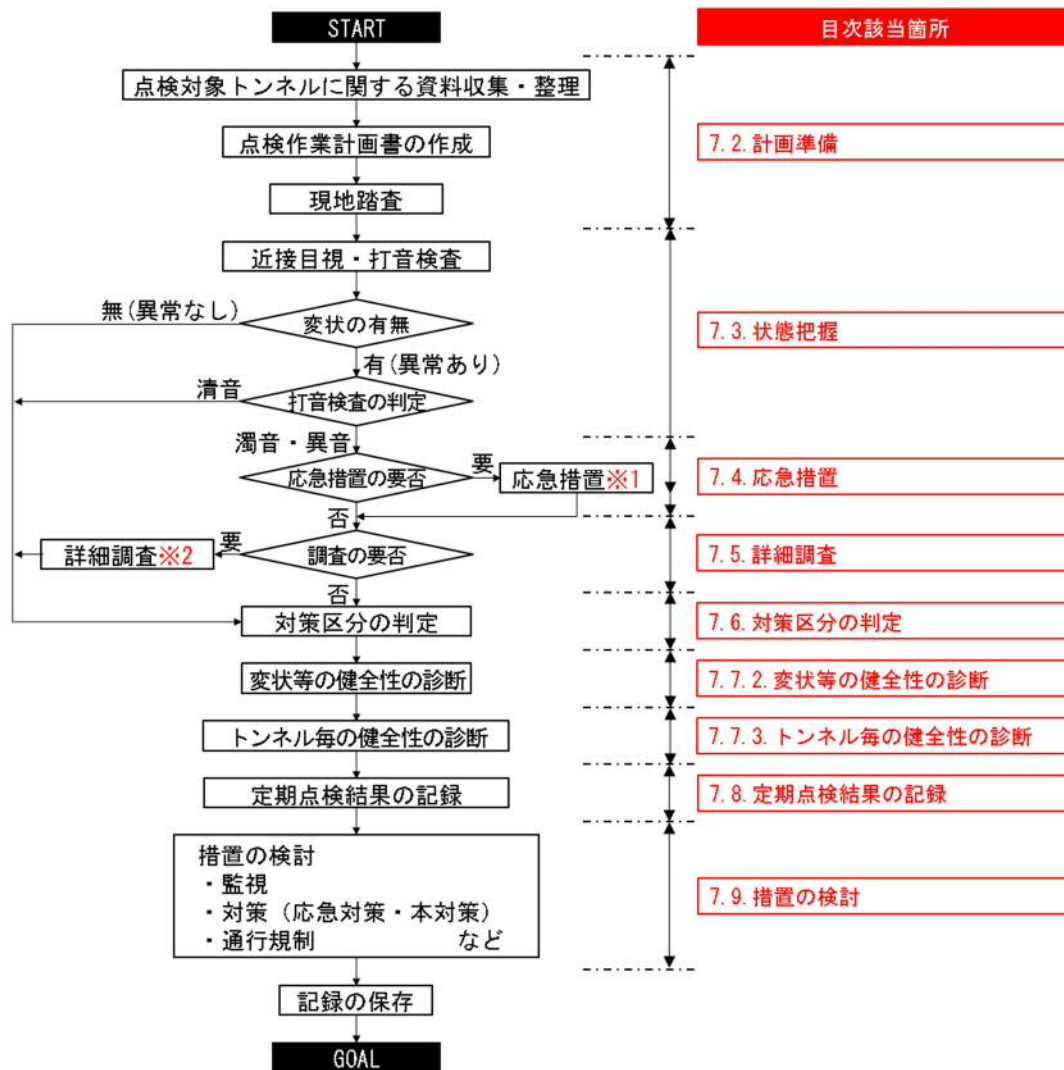 START
目次該当箇所
点検対象トンネルに関する資料収集・整理
点検作業計画書の作成
7.2.計画準備
現地踏査
近接目視・打音検査
無(異常なし)
変状の有無
7.3.状態把握
有(異常あり)
清音
打音検査の判定
濁音・異音
応急措置の要否
要
応急措置※1
7.4.応急措置
否
詳細調査※2
要
調査の要否
7.5.詳細調査
否
対策区分の判定
7.6.対策区分の判定
変状等の健全性の診断
7.7.2.変状等の健全性の診断
トンネル毎の健全性の診断
7.7.3.トンネル毎の健全性の診断
定期点検結果の記録
7.8.定期点検結果の記録
措置の検討
・監視
・対策（応急対策・本対策）
・通行規制 など
7.9.措置の検討
記録の保存
GOAL